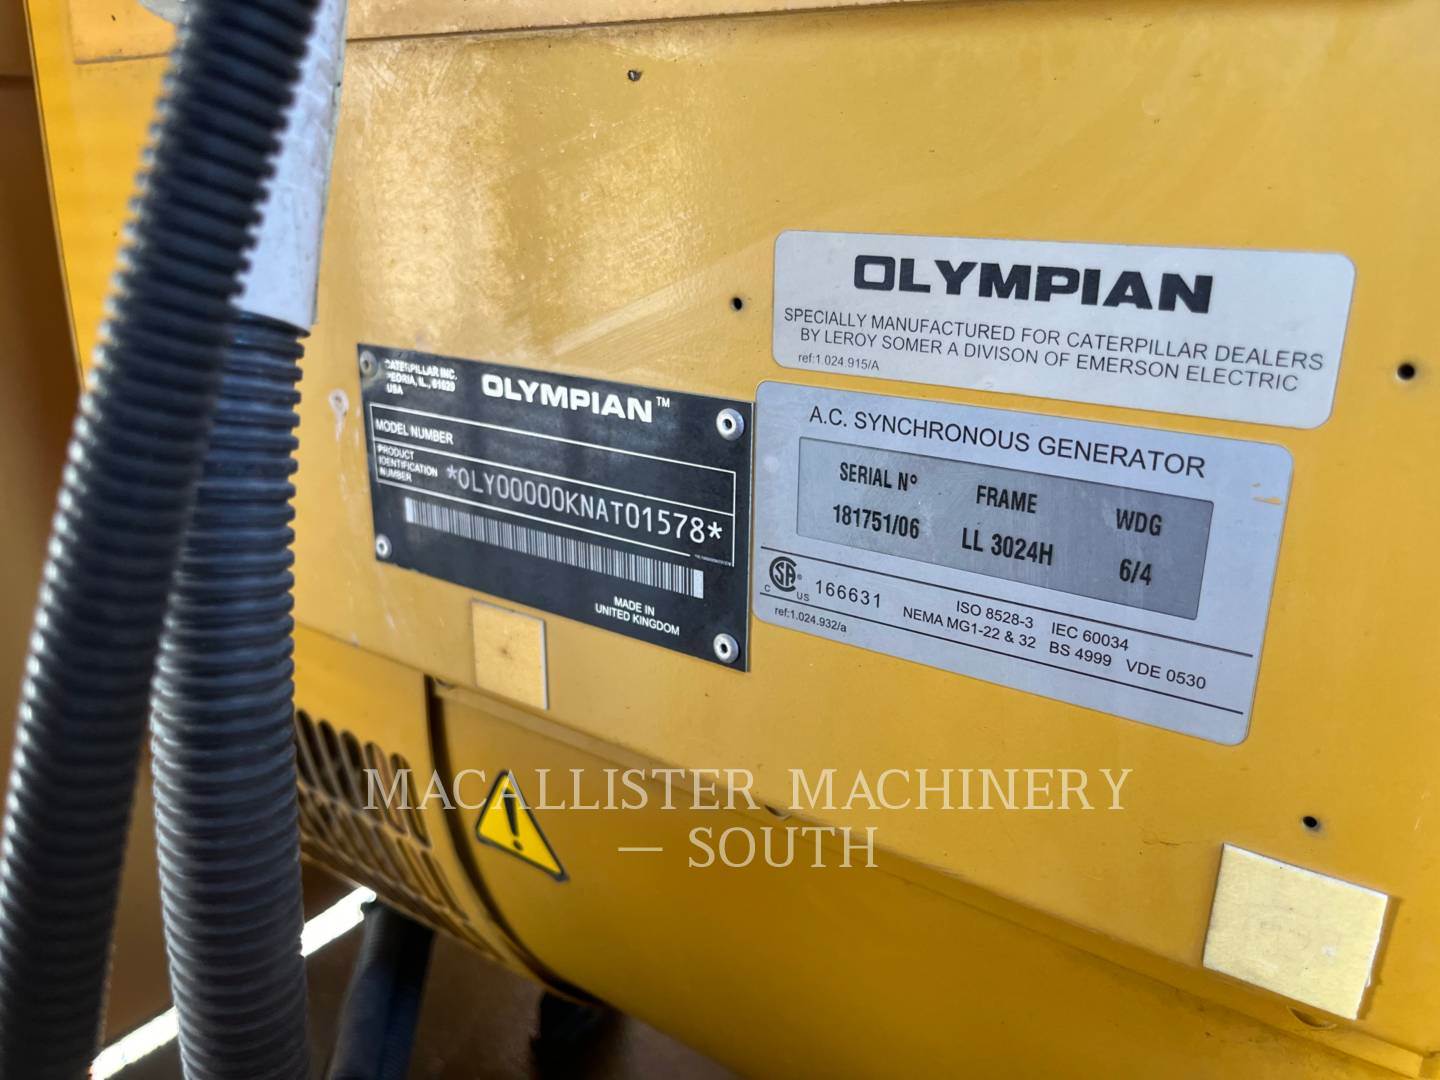 OLYMPIAN
SPECIALLY MANUFACTURED FOR CATERPILLAR DEALERS
BY LEROY SOMER A DIVISON OF EMERSON ELECTRIC
ref:1.024.915/A
CATERPILLAR INC.
PEORIA, IL., 61629
USA
OLYMPIAN™
MODEL NUMBER
PRODUCT
IDENTIFICATION
NUMBER
*OLY00000KNAT01578*
MADE IN
UNITED KINGDOM
A.C. SYNCHRONOUS GENERATOR
SERIAL N° FRAME WDG
181751/06 LL 3024H 6/4
C SA ® US 166631
ISO 8528-3 IEC 60034
NEMA MG1-22 & 32 BS 4999 VDE 0530
ref:1.024.932/a
MACALLISTER MACHINERY
— SOUTH